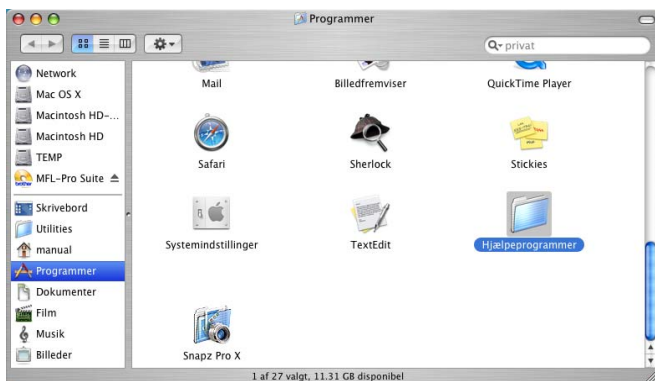 Programmer
privat
Network
Mac OS X
Macintosh HD-...
Macintosh HD
TEMP
MFL-Pro Suite
Skrivebord
Utilities
manual
Programmer
Dokumenter
Film
Musik
Billeder
Mail
Billedfremviser
QuickTime Player
Safari
Sherlock
Stickies
Systemindstillinger
TextEdit
Hjælpeprogrammer
Snapz Pro X
1 af 27 valgt, 11.31 GB disponibel